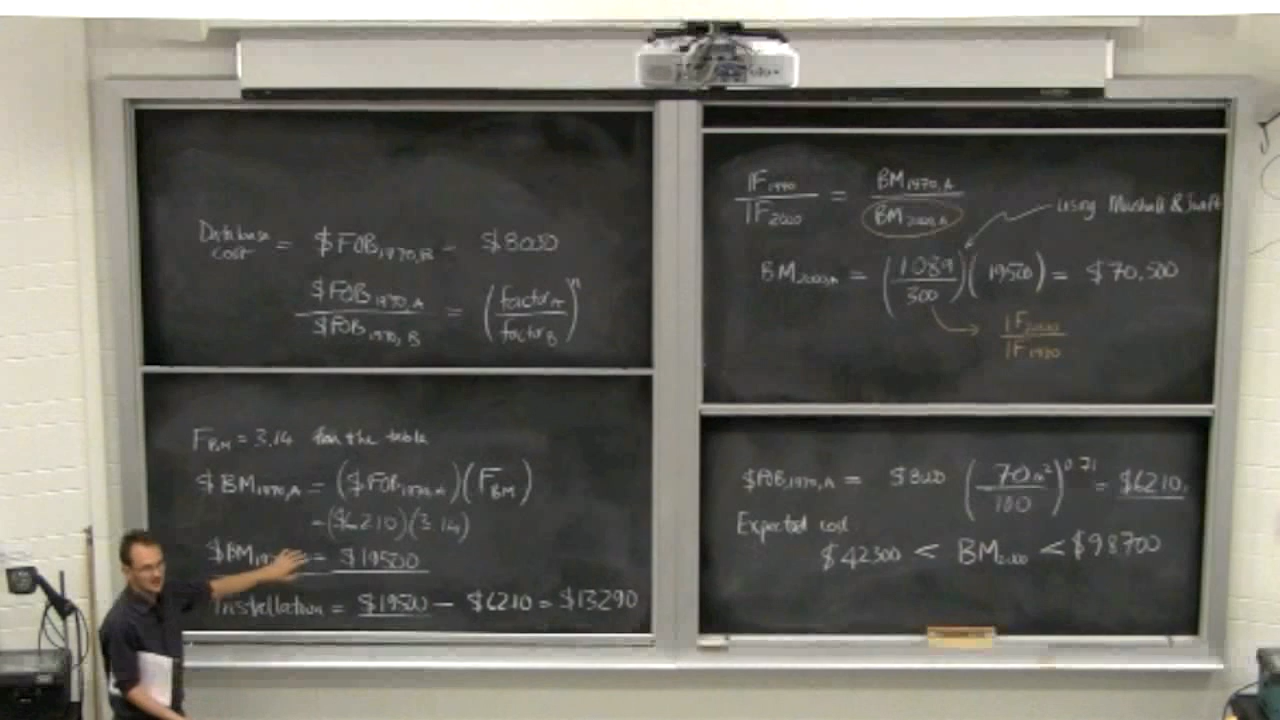 Database cost = $FOB1970,B = $8000
$FOB1970,A / $FOB1970,B = (factorA / factorB)^n
FBM = 3.14 for the table
$BM1970,A = ($FOB1970,A)(FBM)
= ($6210)(3.14)
= $19500
Installation = $19500 - $6210 = $13290
IF1970 / IF2000 = BM1970,A / BM2000,A
using Marshall & Swift
BM2000,A = (1089 / 300)(19500) = $70,500
IF2000 / IF1970
$FOB1970,A = $8000 (70m² / 100)^0.71 = $6210.
Expected cost:
$42300 < BM2000 < $98700